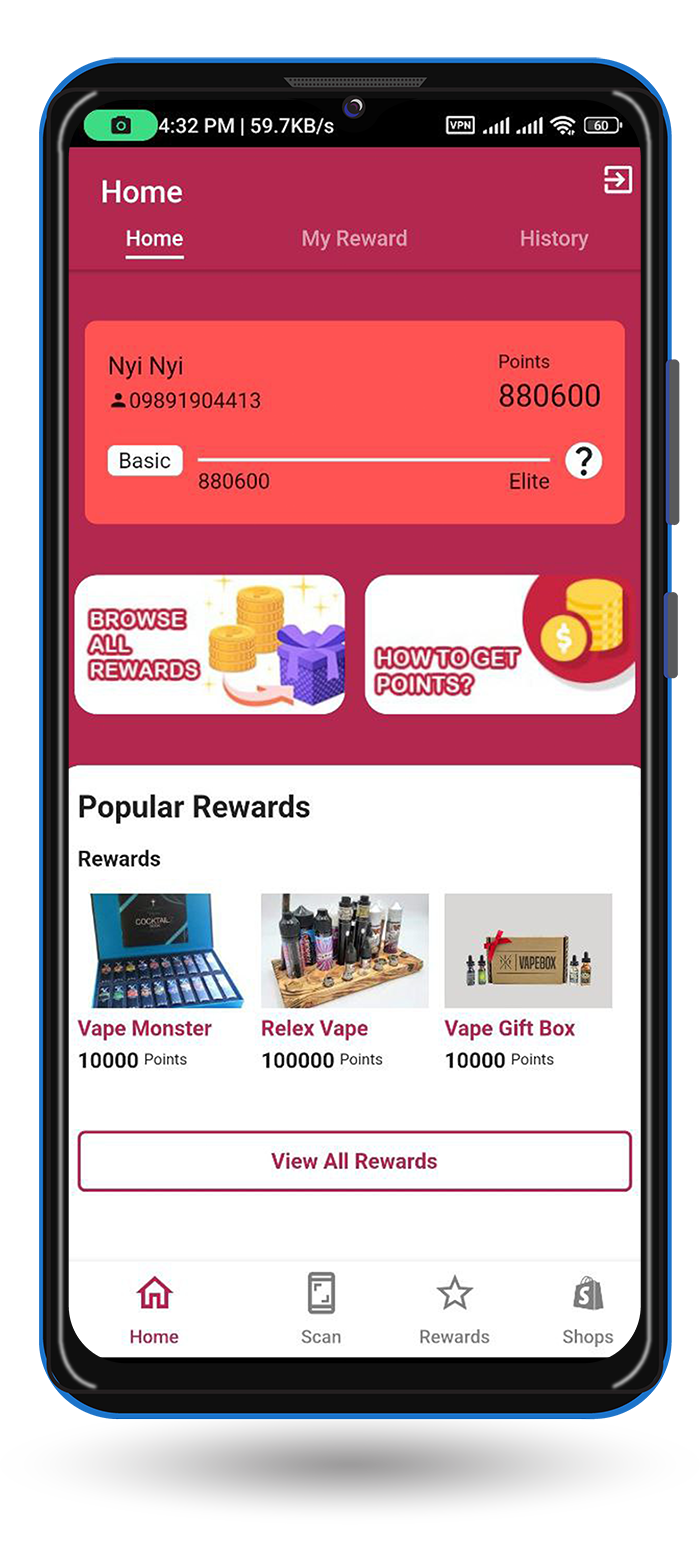 4:32 PM | 59.7KB/s VPN 60
Home
Home My Reward History
Nyi Nyi
09891904413
Points
880600
Basic
880600 Elite ?
BROWSE
ALL
REWARDS
HOW TO GET
POINTS?
$
Popular Rewards
Rewards
COCKTAIL
VAPEBOX
Vape Monster Relex Vape Vape Gift Box
10000 Points 100000 Points 10000 Points
View All Rewards
Home Scan Rewards Shops